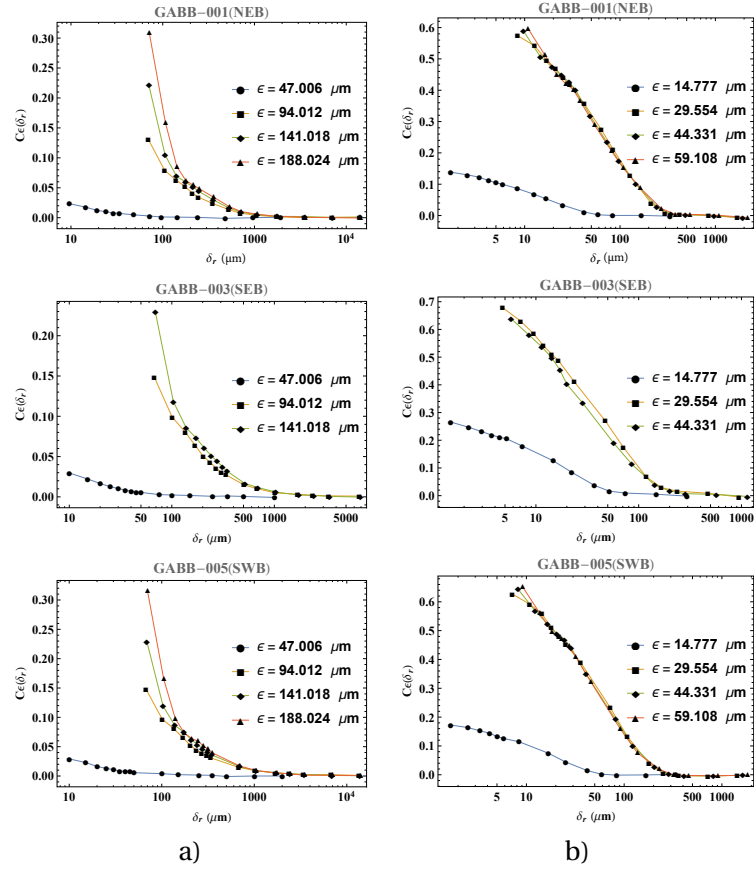 GABB−001(NEB)
Cϵ(δr)
0.30
0.25
0.20
0.15
0.10
0.05
0.00
ϵ = 47.006 μm
ϵ = 94.012 μm
ϵ = 141.018 μm
ϵ = 188.024 μm
10 100 1000 10⁴
δr (μm)
GABB−001(NEB)
Cϵ(δr)
0.6
0.5
0.4
0.3
0.2
0.1
0.0
ϵ = 14.777 μm
ϵ = 29.554 μm
ϵ = 44.331 μm
ϵ = 59.108 μm
5 10 50 100 500 1000
δr (μm)
GABB−003(SEB)
Cϵ(δr)
0.20
0.15
0.10
0.05
0.00
ϵ = 47.006 μm
ϵ = 94.012 μm
ϵ = 141.018 μm
10 50 100 500 1000 5000
δr (μm)
GABB−003(SEB)
Cϵ(δr)
0.7
0.6
0.5
0.4
0.3
0.2
0.1
0.0
ϵ = 14.777 μm
ϵ = 29.554 μm
ϵ = 44.331 μm
5 10 50 100 500 1000
δr (μm)
GABB−005(SWB)
Cϵ(δr)
0.30
0.25
0.20
0.15
0.10
0.05
0.00
ϵ = 47.006 μm
ϵ = 94.012 μm
ϵ = 141.018 μm
ϵ = 188.024 μm
10 100 1000 10⁴
δr (μm)
GABB−005(SWB)
Cϵ(δr)
0.6
0.5
0.4
0.3
0.2
0.1
0.0
ϵ = 14.777 μm
ϵ = 29.554 μm
ϵ = 44.331 μm
ϵ = 59.108 μm
5 10 50 100 500 1000
δr (μm)
a)
b)